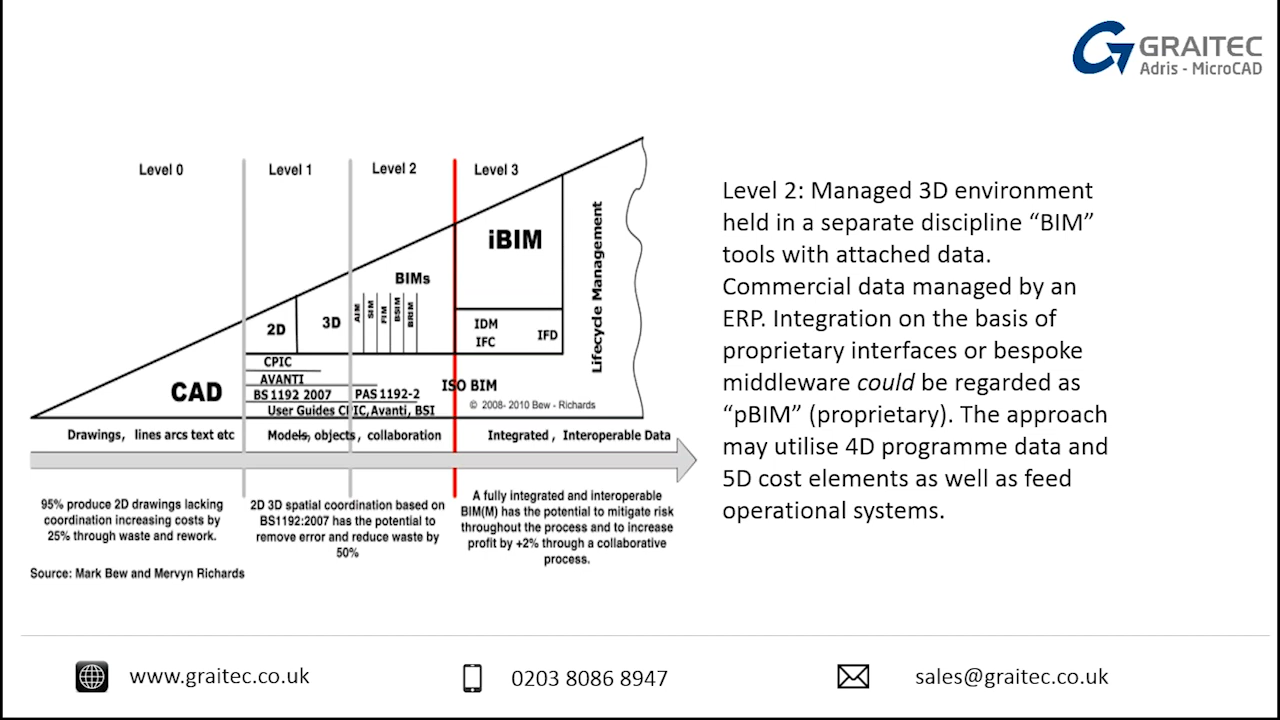 GRAITEC
Adris - MicroCAD
Level 0
Level 1
Level 2
Level 3
iBIM
BIMs
Lifecycle Management
2D
3D
AIM
SIM
FIM
BSIM
BRIM
IDM
IFC
IFD
CPIC
AVANTI
CAD
BS 1192 2007
PAS 1192-2
ISO BIM
User Guides CPIC, Avanti, BSI
© 2008- 2010 Bew - Richards
Drawings, lines arcs text etc
Models, objects, collaboration
Integrated, Interoperable Data
95% produce 2D drawings lacking
coordination increasing costs by
25% through waste and rework.
2D 3D spatial coordination based on
BS1192:2007 has the potential to
remove error and reduce waste by
50%
A fully integrated and interoperable
BIM(M) has the potential to mitigate risk
throughout the process and to increase
profit by +2% through a collaborative
process.
Source: Mark Bew and Mervyn Richards
Level 2: Managed 3D environment
held in a separate discipline “BIM”
tools with attached data.
Commercial data managed by an
ERP. Integration on the basis of
proprietary interfaces or bespoke
middleware could be regarded as
“pBIM” (proprietary). The approach
may utilise 4D programme data and
5D cost elements as well as feed
operational systems.
www.graitec.co.uk
0203 8086 8947
sales@graitec.co.uk